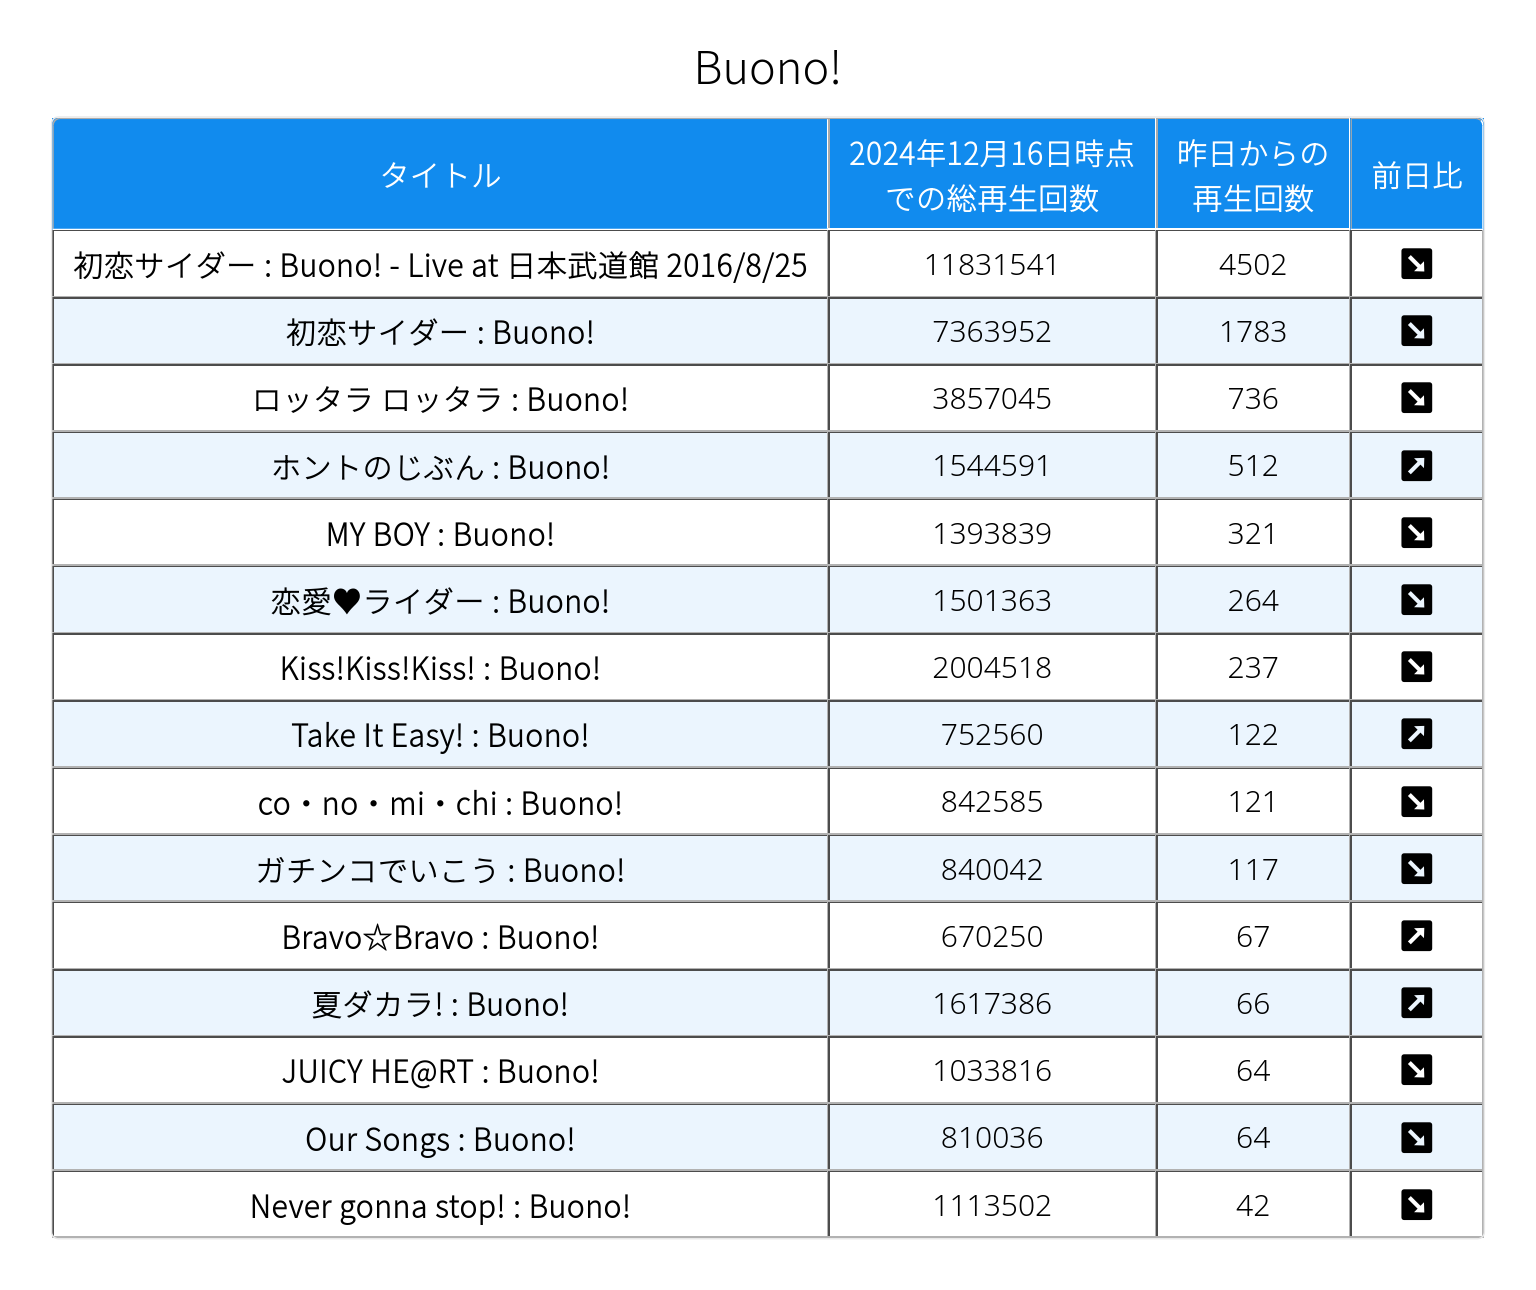 Buono!
タイトル 2024年12月16日時点での総再生回数 昨日からの再生回数 前日比
初恋サイダー : Buono! - Live at 日本武道館 2016/8/25 11831541 4502 ↘
初恋サイダー : Buono! 7363952 1783 ↘
ロッタラ ロッタラ : Buono! 3857045 736 ↘
ホントのじぶん : Buono! 1544591 512 ↗
MY BOY : Buono! 1393839 321 ↘
恋愛♥ライダー : Buono! 1501363 264 ↘
Kiss!Kiss!Kiss! : Buono! 2004518 237 ↘
Take It Easy! : Buono! 752560 122 ↗
co・no・mi・chi : Buono! 842585 121 ↘
ガチンコでいこう : Buono! 840042 117 ↘
Bravo☆Bravo : Buono! 670250 67 ↗
夏ダカラ! : Buono! 1617386 66 ↗
JUICY HE@RT : Buono! 1033816 64 ↘
Our Songs : Buono! 810036 64 ↘
Never gonna stop! : Buono! 1113502 42 ↘